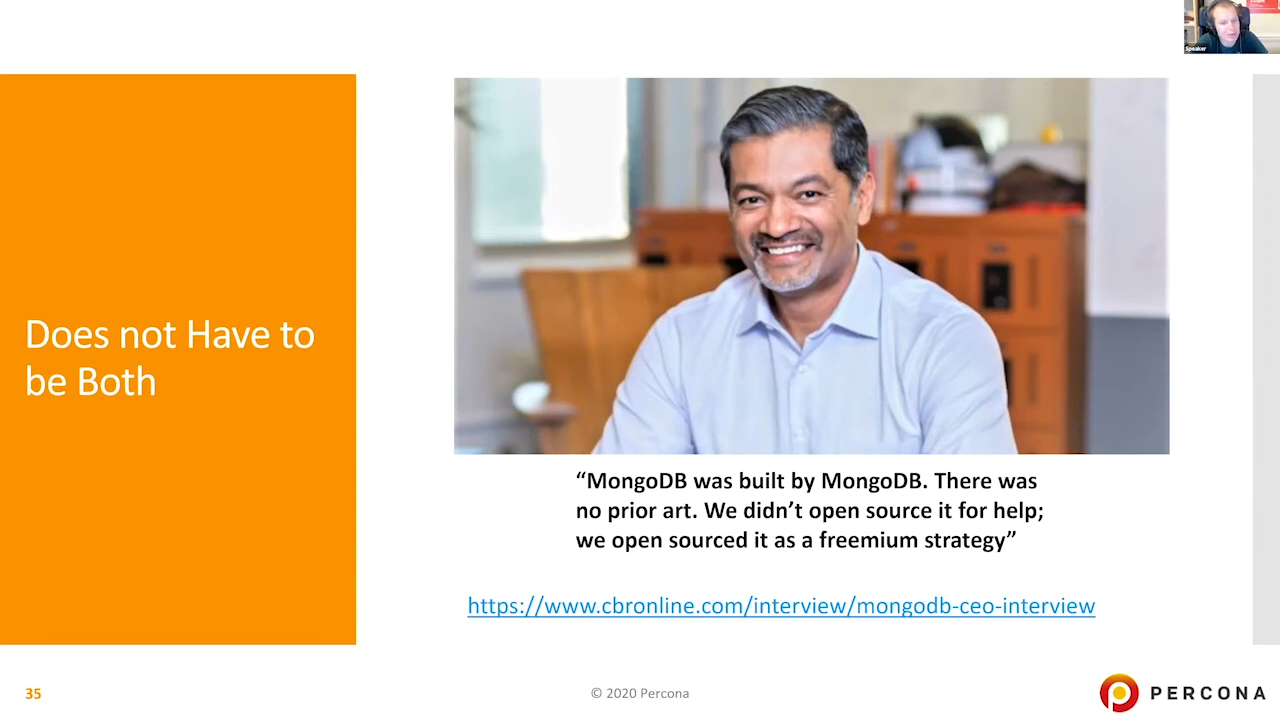 Speaker
Does not Have to
be Both
“MongoDB was built by MongoDB. There was
no prior art. We didn’t open source it for help;
we open sourced it as a freemium strategy”
https://www.cbronline.com/interview/mongodb-ceo-interview
35
© 2020 Percona
PERCONA